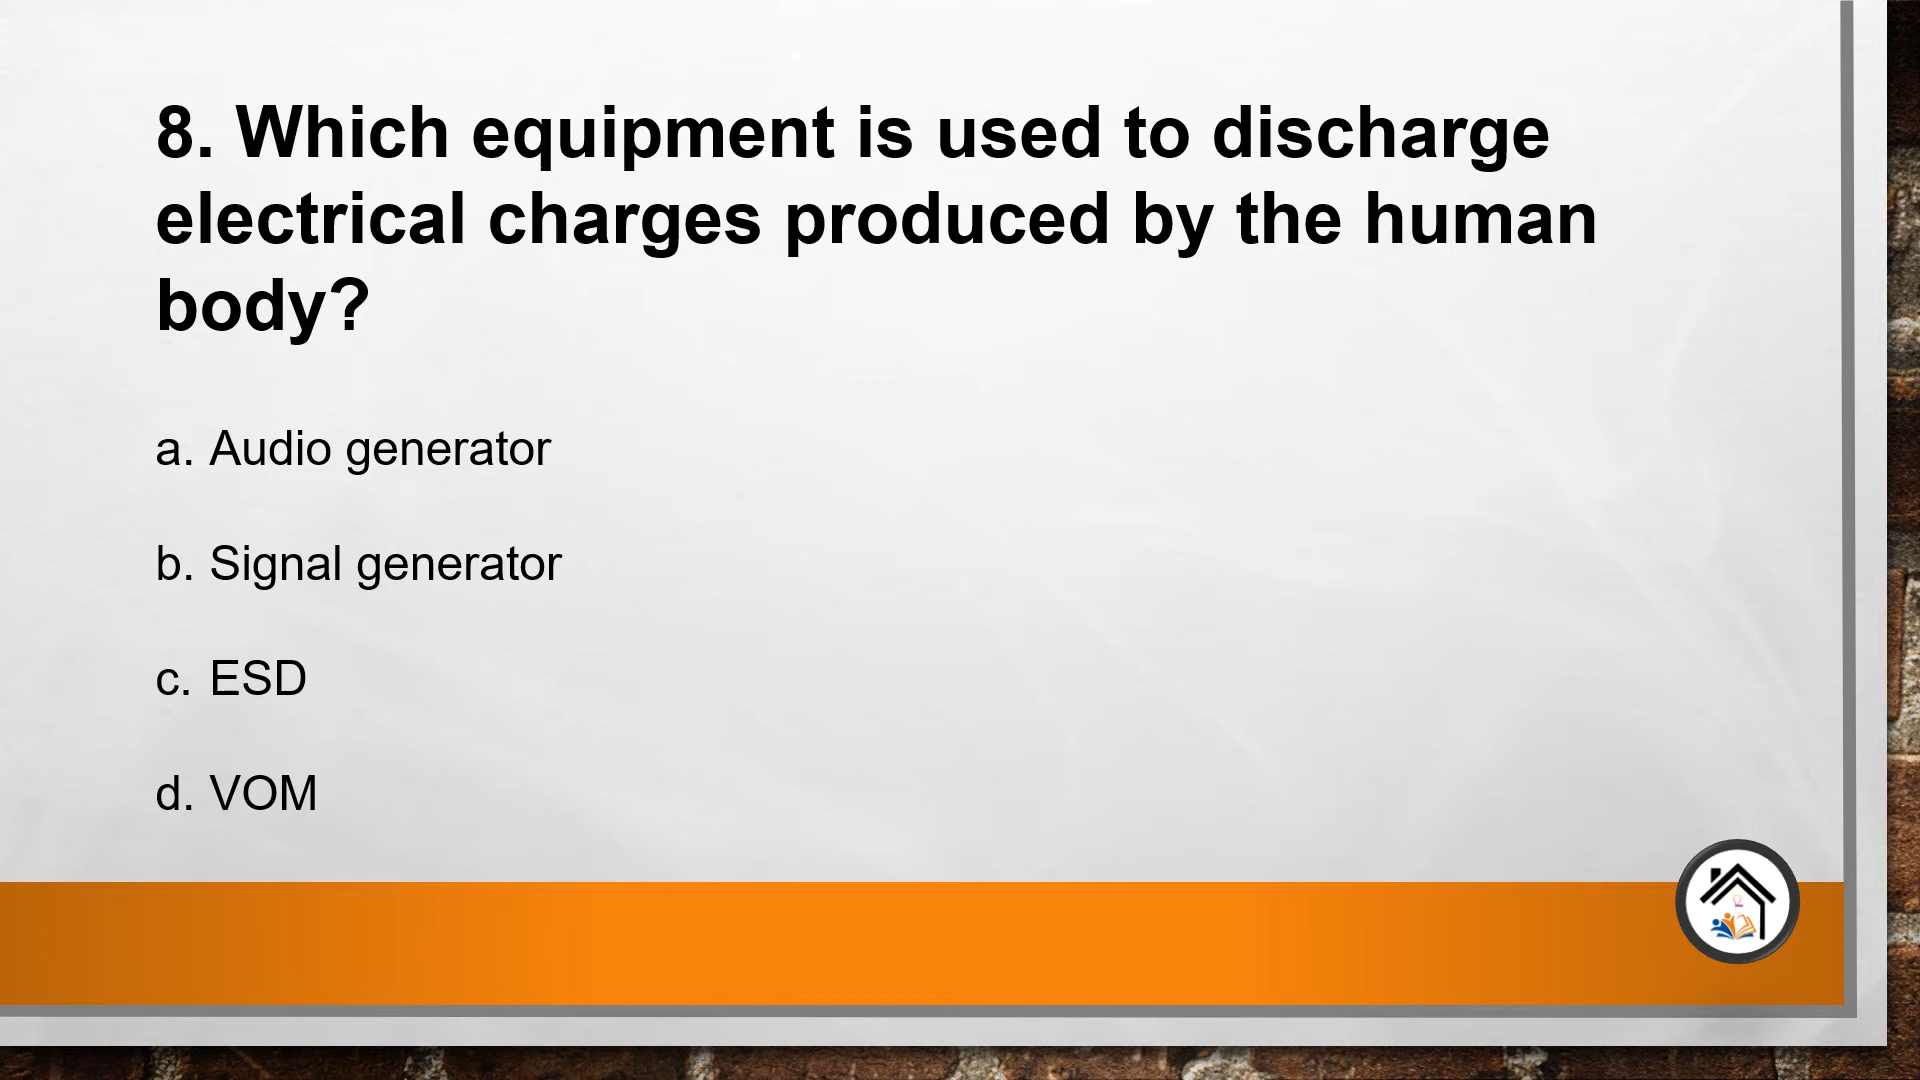 8. Which equipment is used to discharge
electrical charges produced by the human
body?
a. Audio generator
b. Signal generator
c. ESD
d. VOM